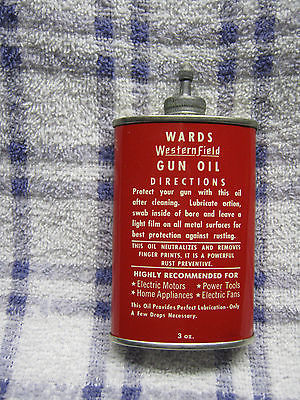 WARDS
Western Field
GUN OIL
DIRECTIONS
Protect your gun with this oil
after cleaning. Lubricate action,
swab inside of bore and leave a
light film on all metal surfaces for
best protection against rusting.
THIS OIL NEUTRALIZES AND REMOVES
FINGER PRINTS. IT IS A POWERFUL
RUST PREVENTIVE.
HIGHLY RECOMMENDED FOR
★Electric Motors ★Power Tools
★Home Appliances ★Electric Fans
This Oil Provides Perfect Lubrication-Only
A Few Drops Necessary.
3 oz.